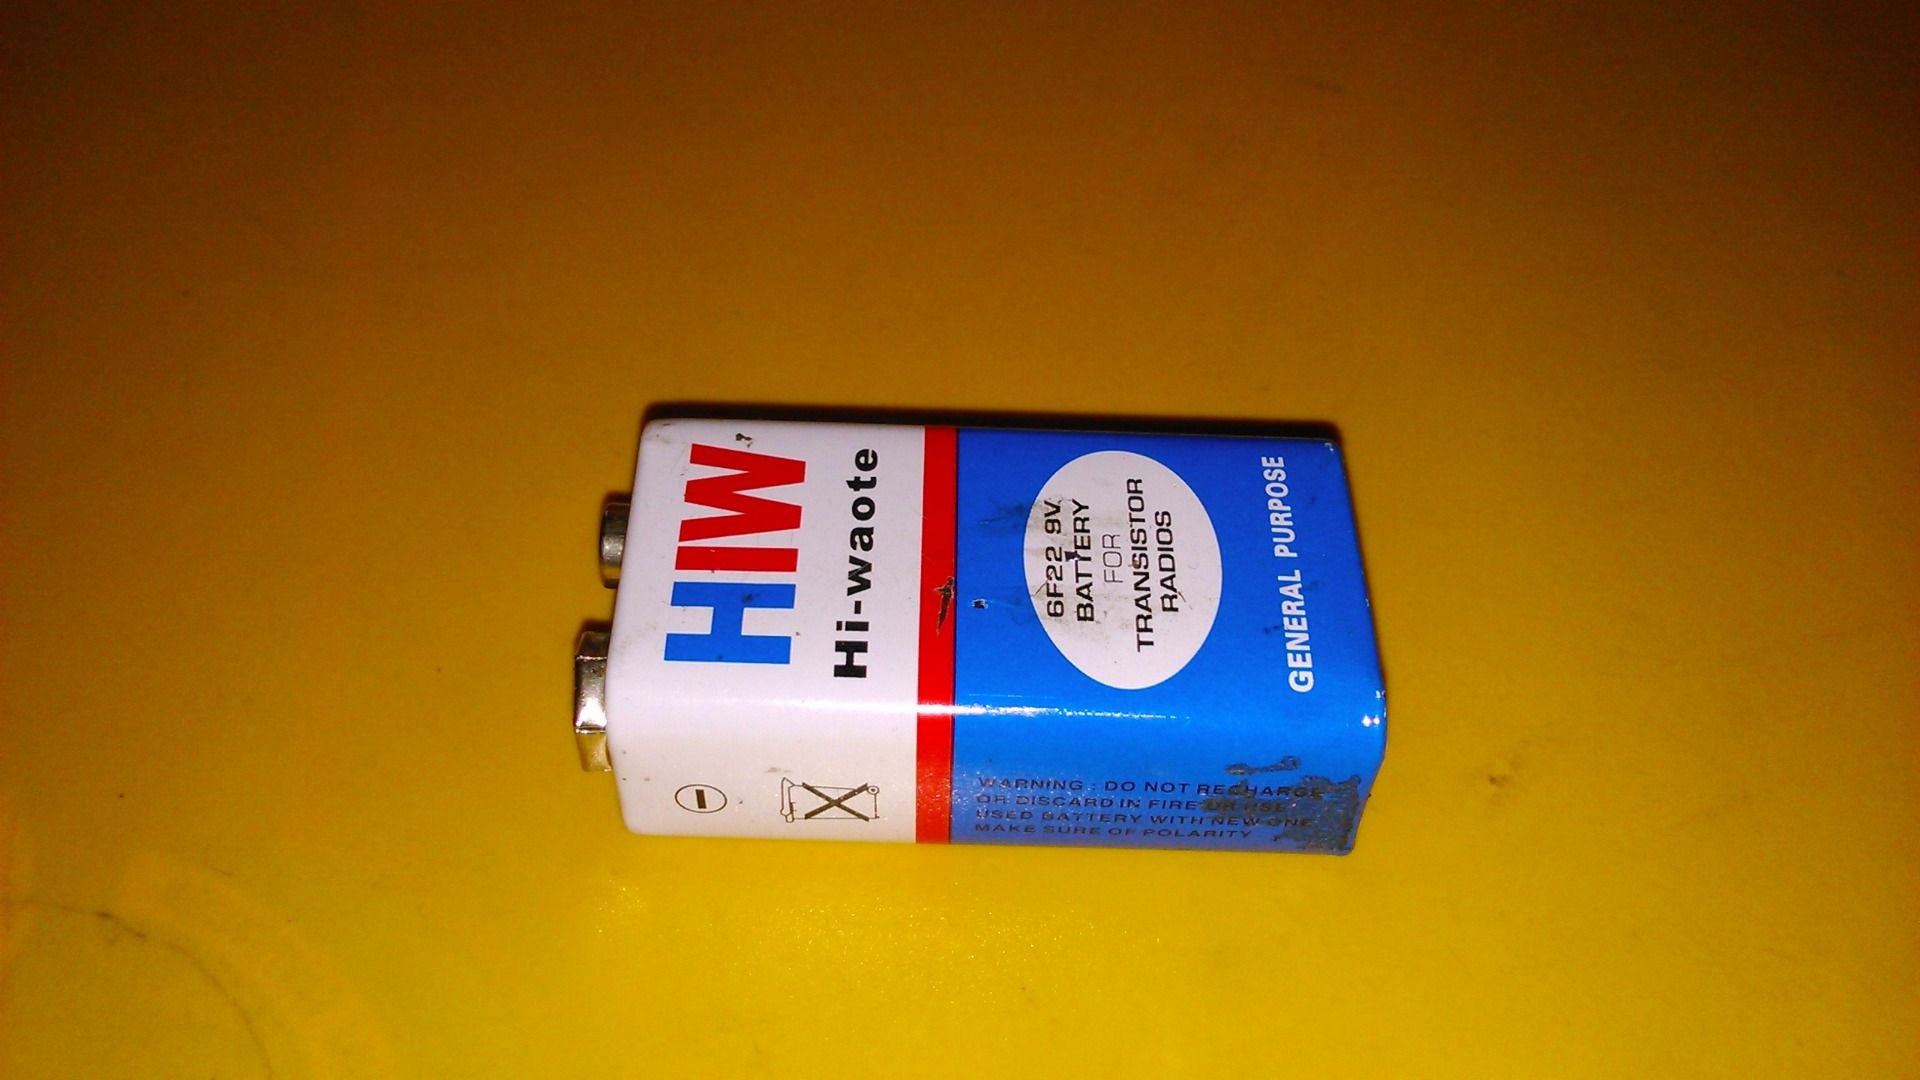 HIW
Hi-waote
6F22 9V
BATTERY
FOR
TRANSISTOR
RADIOS
GENERAL PURPOSE
WARNING : DO NOT RECHARGE
OR DISCARD IN FIRE OR USE
USED BATTERY WITH NEW ONE
MAKE SURE OF POLARITY